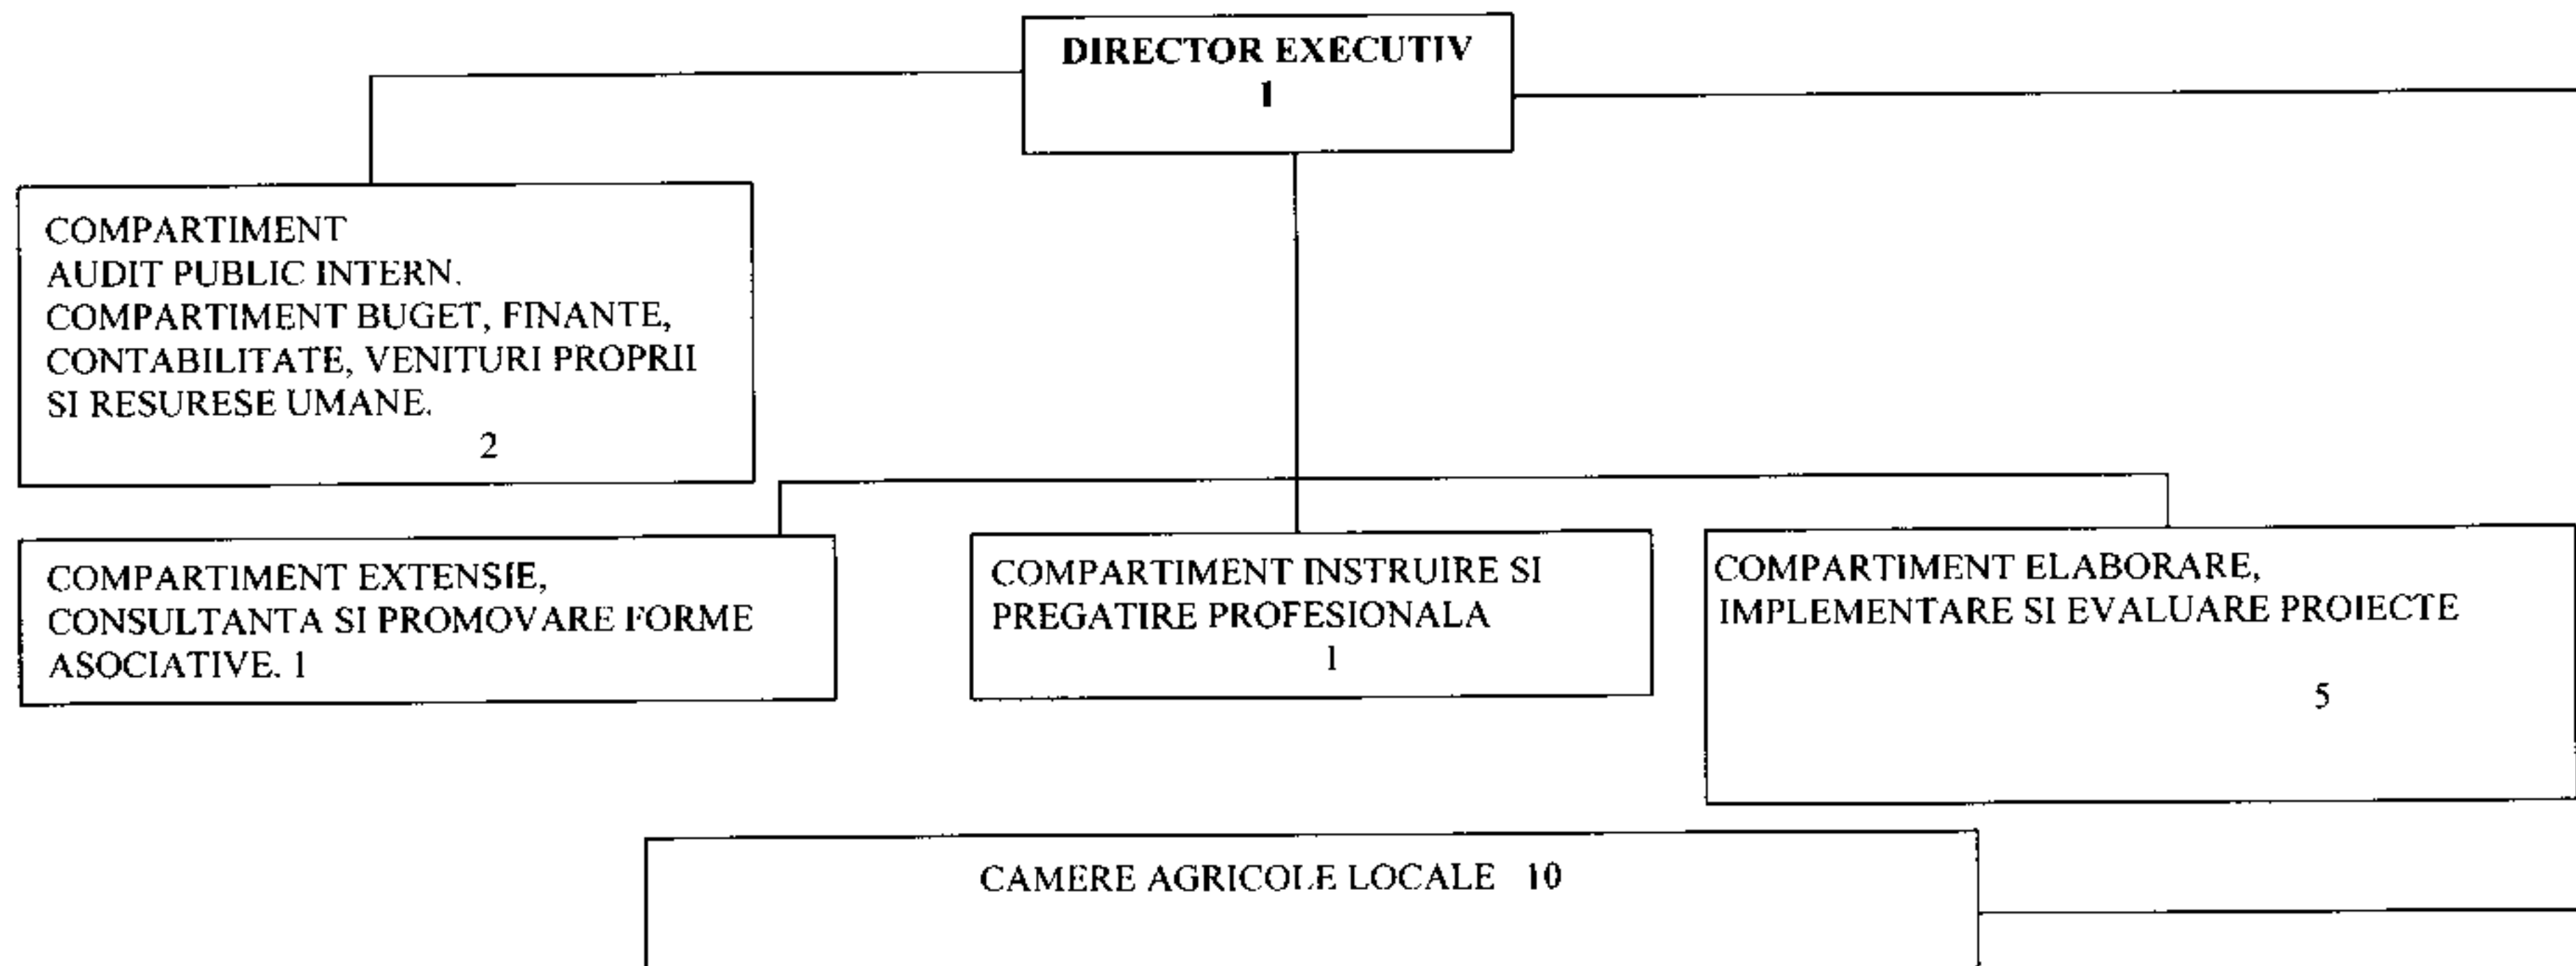 DIRECTOR EXECUTIV
1
COMPARTIMENT
AUDIT PUBLIC INTERN.
COMPARTIMENT BUGET, FINANTE,
CONTABILITATE, VENITURI PROPRII
SI RESURESE UMANE.
2
COMPARTIMENT EXTENSIE,
CONSULTANTA SI PROMOVARE FORME
ASOCIATIVE. 1
COMPARTIMENT INSTRUIRE SI
PREGATIRE PROFESIONALA
1
COMPARTIMENT ELABORARE,
IMPLEMENTARE SI EVALUARE PROIECTE
5
CAMERE AGRICOLE LOCALE 10